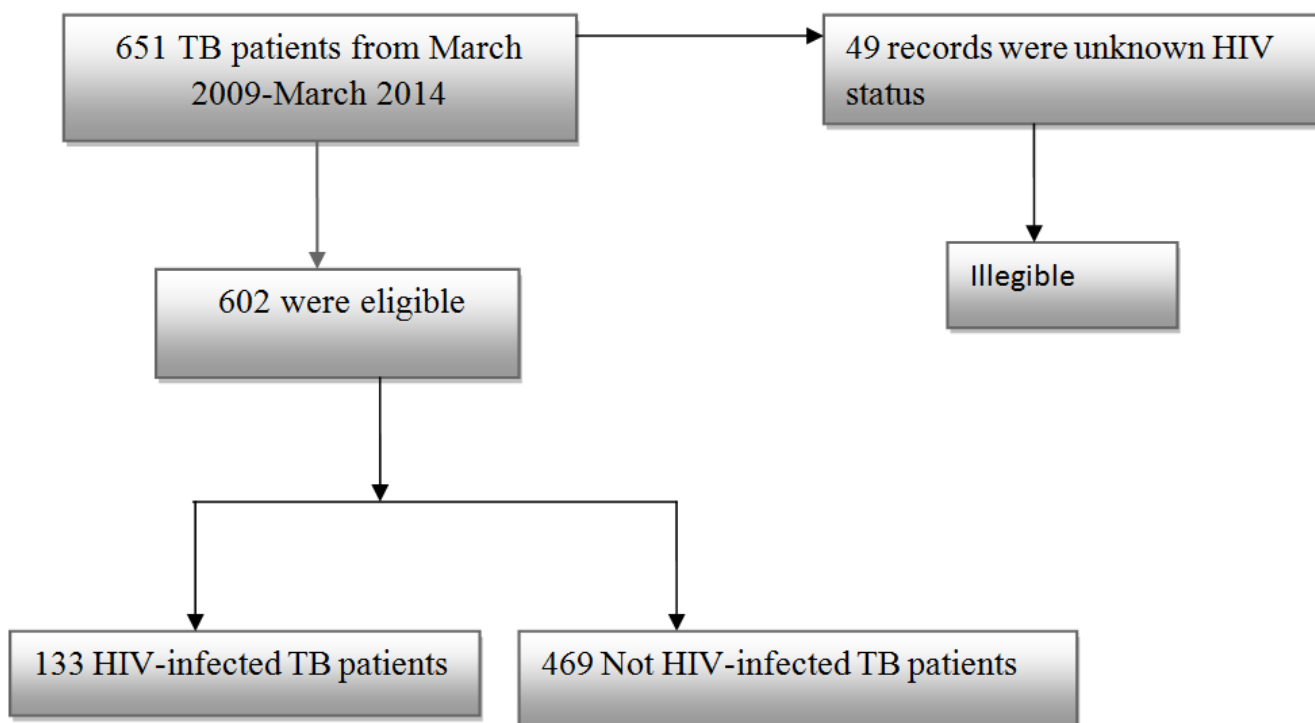 651 TB patients from March
2009-March 2014
49 records were unknown HIV
status
602 were eligible
Illegible
133 HIV-infected TB patients
469 Not HIV-infected TB patients